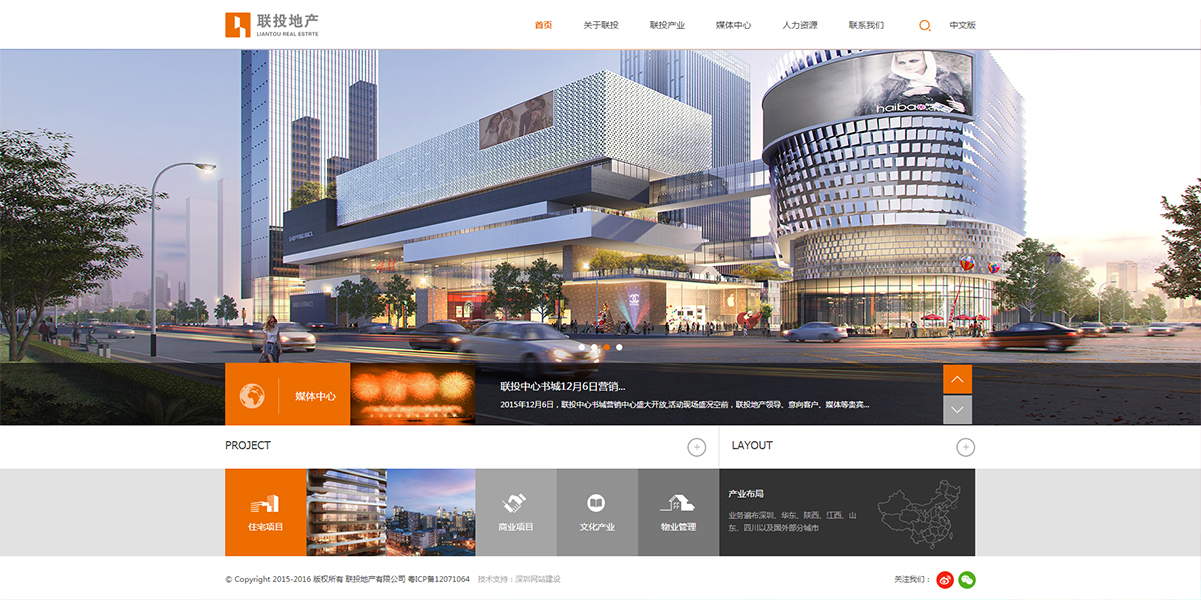 联投地产
LIANTOU REAL ESTRTE
首页 关于联投 联投产业 媒体中心 人力资源 联系我们 中文版
haibao
媒体中心
联投中心书城12月6日营销...
2015年12月6日，联投中心书城营销中心盛大开放,活动现场盛况空前，联投地产领导、意向客户、媒体等贵宾...
PROJECT
LAYOUT
住宅项目
商业项目
文化产业
物业管理
产业布局
业务遍布深圳、华东、陕西、江西、山
东、四川以及国外部分城市
© Copyright 2015-2016 版权所有 联投地产有限公司 粤ICP备12071064 技术支持：深圳网站建设
关注我们：